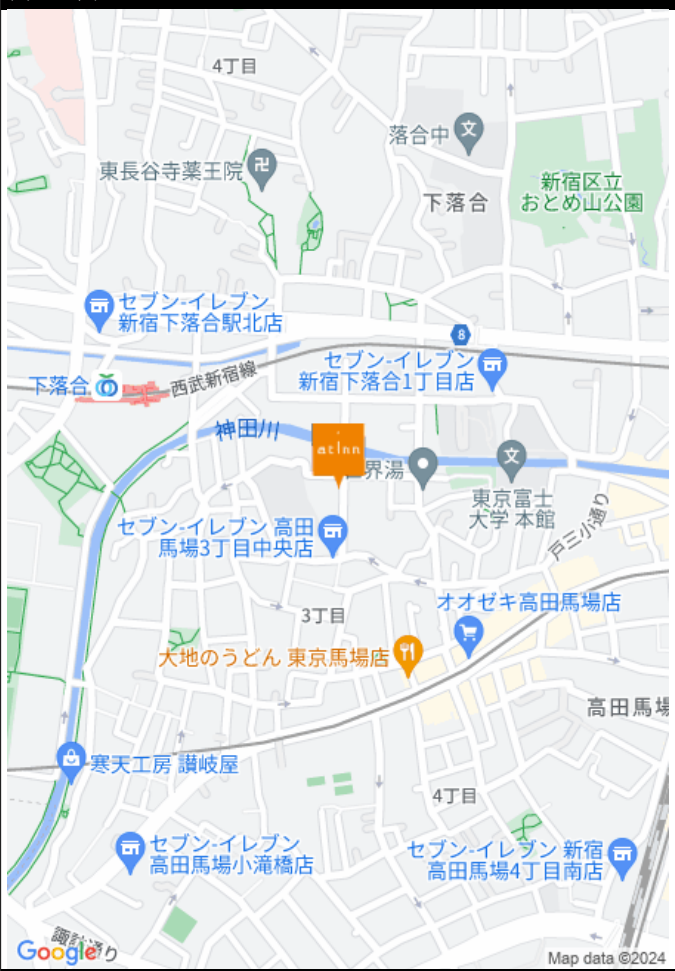 4丁目
落合中
東長谷寺薬王院
新宿区立
おとめ山公園
下落合
セブン-イレブン
新宿下落合駅北店
8
セブン-イレブン
新宿下落合1丁目店
下落合
西武新宿線
神田川
at inn
界湯
東京富士
大学 本館
セブン-イレブン 高田
馬場3丁目中央店
戸三小通り
オオゼキ高田馬場店
3丁目
大地のうどん 東京馬場店
高田馬場
寒天工房 讃岐屋
4丁目
セブン-イレブン
高田馬場小滝橋店
セブン-イレブン 新宿
高田馬場4丁目南店
諏訪通り
Google
Map data ©2024